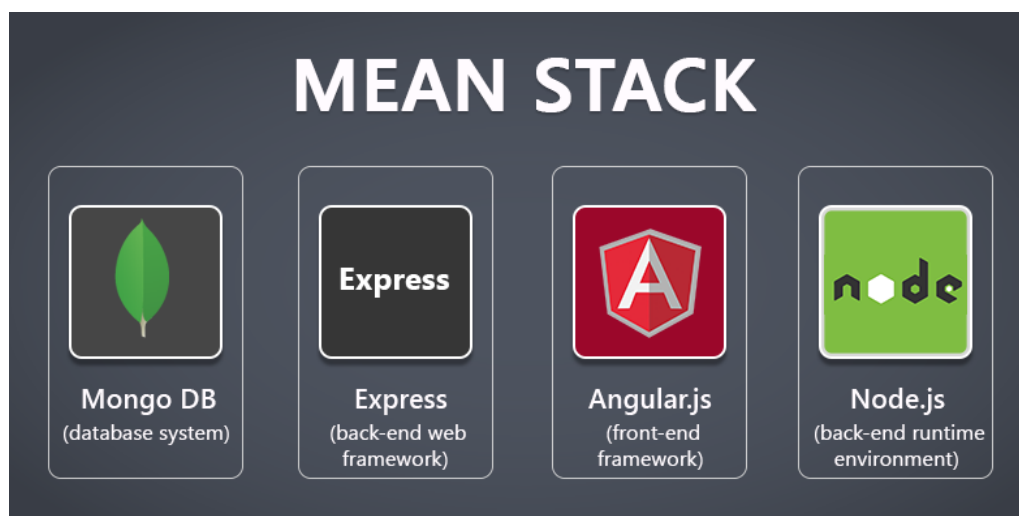 MEAN STACK
Express
node
Mongo DB
(database system)
Express
(back-end web
framework)
Angular.js
(front-end
framework)
Node.js
(back-end runtime
environment)